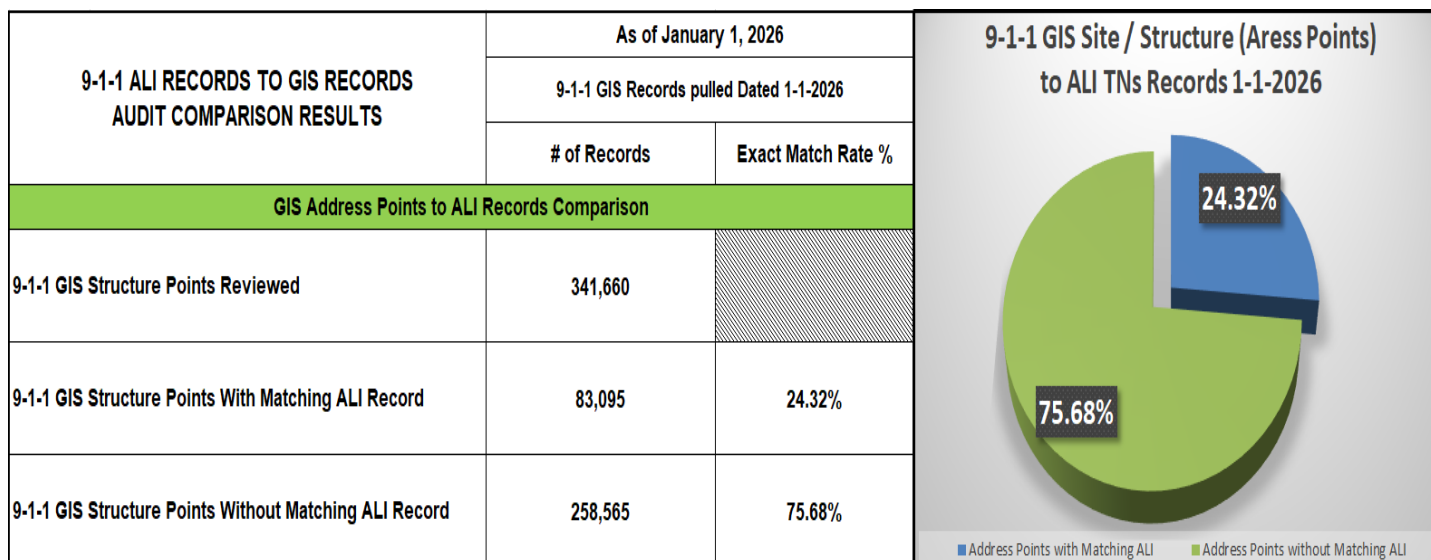 9-1-1 ALI RECORDS TO GIS RECORDS
AUDIT COMPARISON RESULTS
As of January 1, 2026
9-1-1 GIS Records pulled Dated 1-1-2026
# of Records
Exact Match Rate %
GIS Address Points to ALI Records Comparison
9-1-1 GIS Structure Points Reviewed
341,660
9-1-1 GIS Structure Points With Matching ALI Record
83,095
24.32%
9-1-1 GIS Structure Points Without Matching ALI Record
258,565
75.68%
9-1-1 GIS Site / Structure (Aress Points)
to ALI TNs Records 1-1-2026
24.32%
75.68%
Address Points with Matching ALI
Address Points without Matching ALI